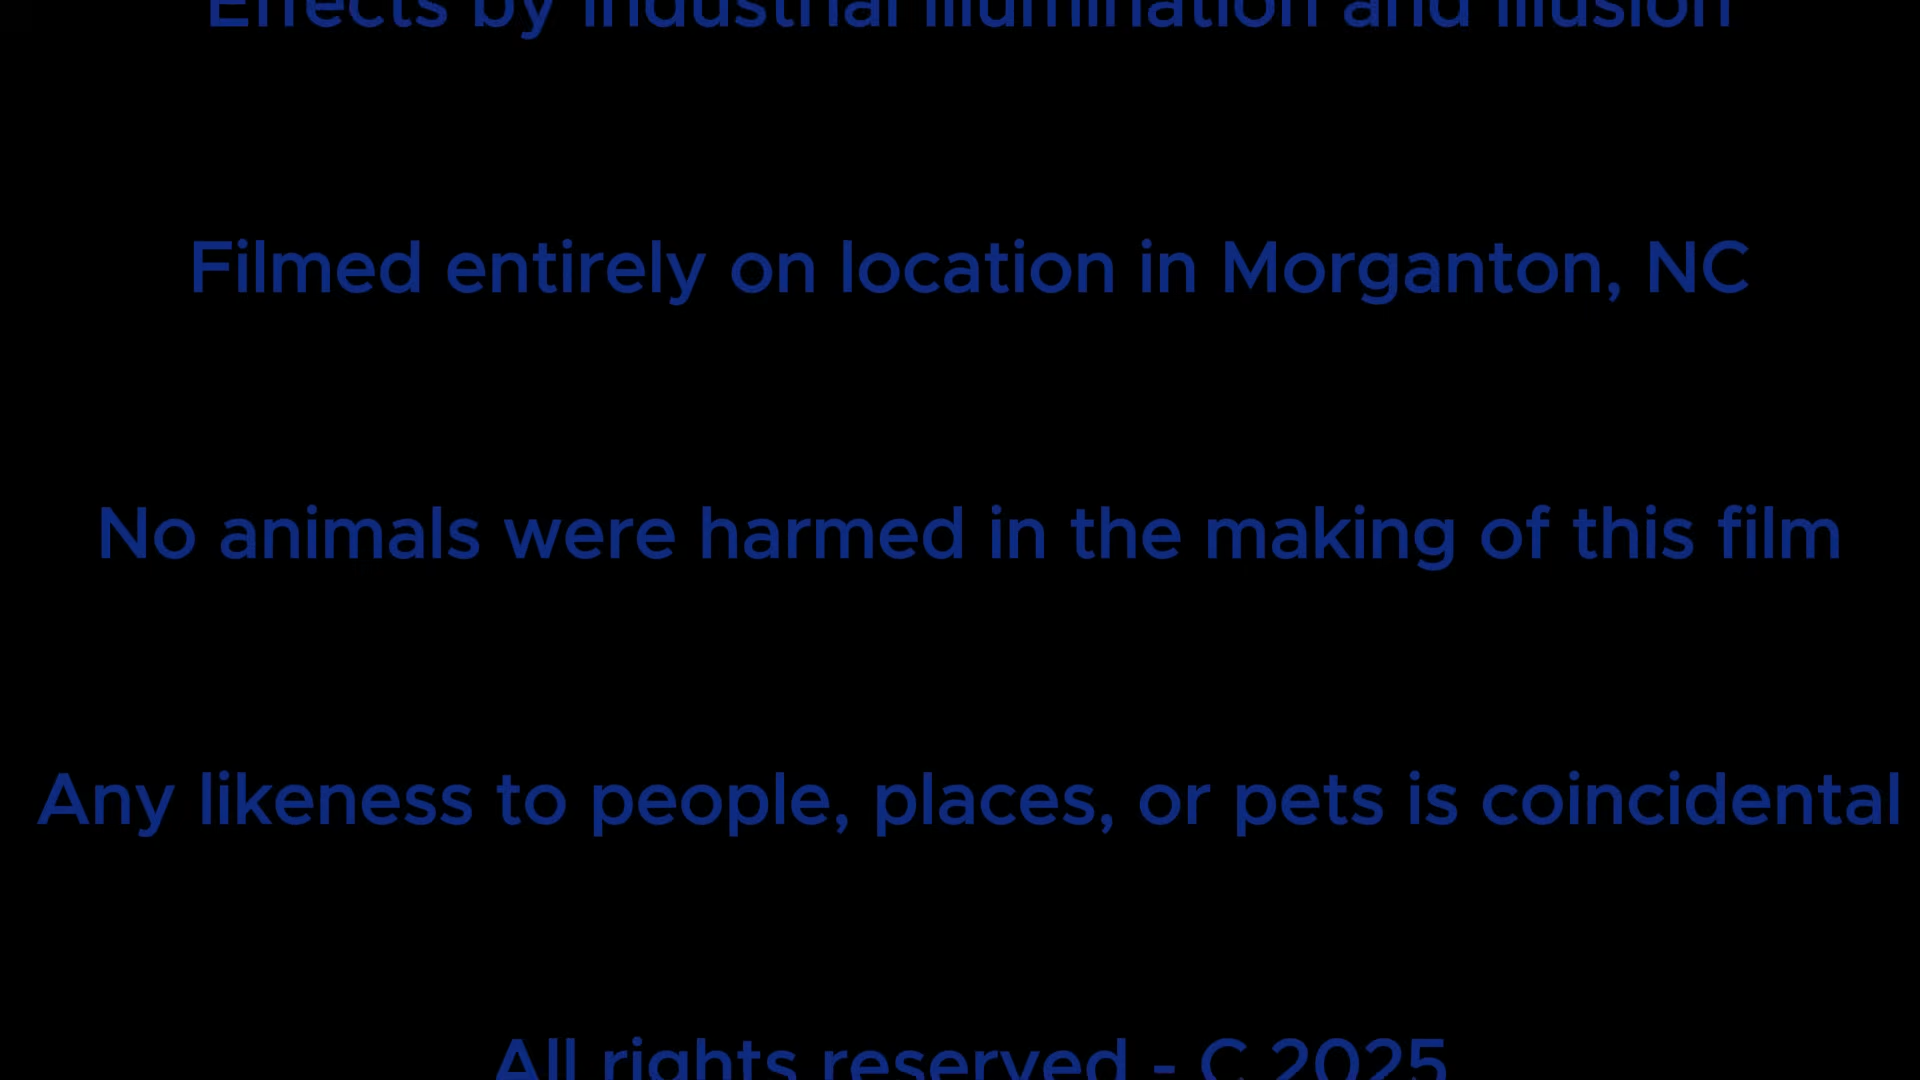 Effects by Industrial Illumination and Illusion
Filmed entirely on location in Morganton, NC
No animals were harmed in the making of this film
Any likeness to people, places, or pets is coincidental
All rights reserved - C 2025